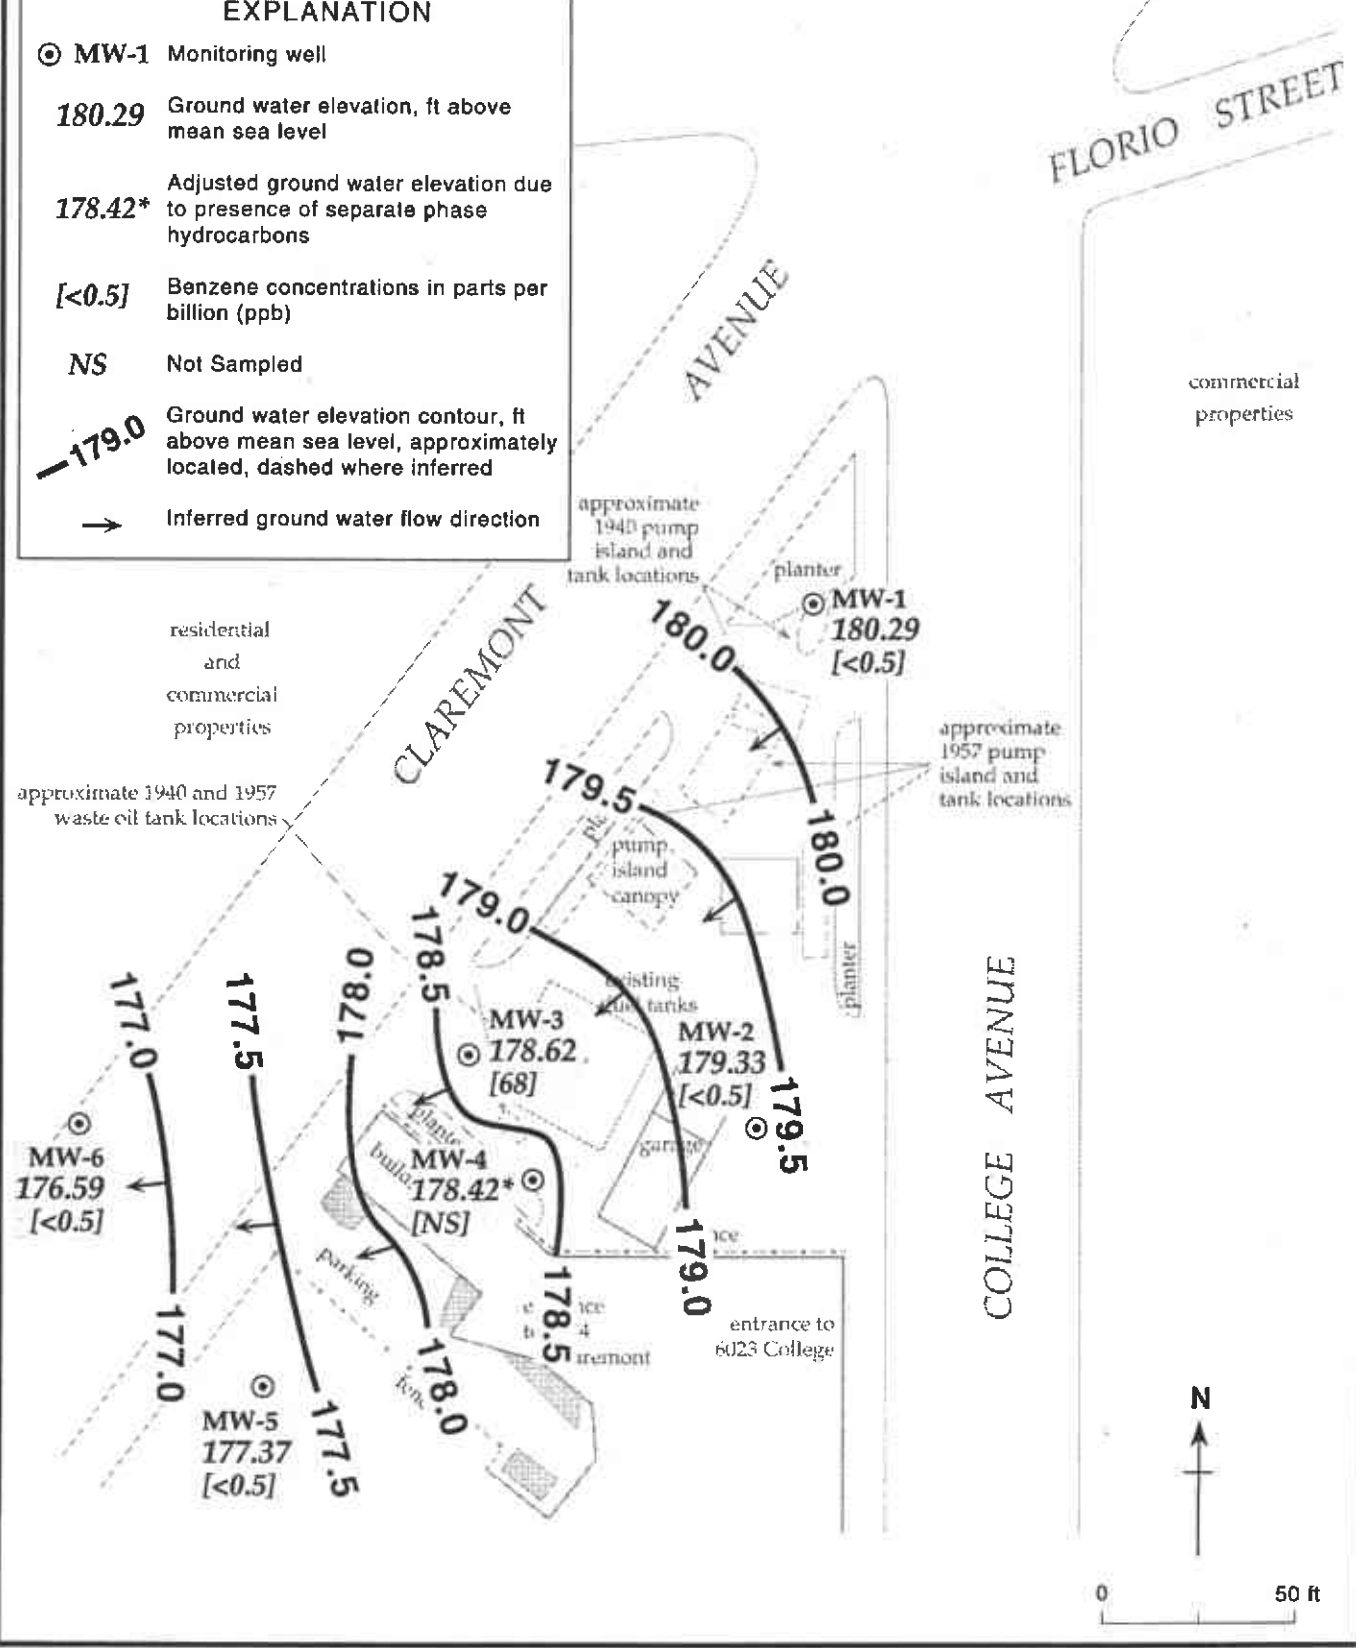 EXPLANATION
MW-1 Monitoring well
180.29 Ground water elevation, ft above
mean sea level
178.42* Adjusted ground water elevation due
to presence of separate phase
hydrocarbons
[<0.5] Benzene concentrations in parts per
billion (ppb)
NS Not Sampled
179.0 Ground water elevation contour, ft
above mean sea level, approximately
located, dashed where inferred
Inferred ground water flow direction
FLORIO STREET
AVENUE
CLAREMONT
commercial
properties
approximate
1940 pump
island and
tank locations
planter
MW-1
180.29
[<0.5]
residential
and
commercial
properties
180.0
approximate
1957 pump
island and
tank locations
approximate 1940 and 1957
waste oil tank locations
179.5
pump
island
canopy
180.0
179.0
178.5
178.0
177.5
177.0
planter
tanks
MW-3
178.62
[68]
MW-2
179.33
[<0.5]
179.5
garage
MW-4
178.42*
[NS]
MW-6
176.59
[<0.5]
parking
179.0
178.5
entrance to
6023 College
COLLEGE AVENUE
178.0
177.0
177.5
MW-5
177.37
[<0.5]
N
0 50 ft